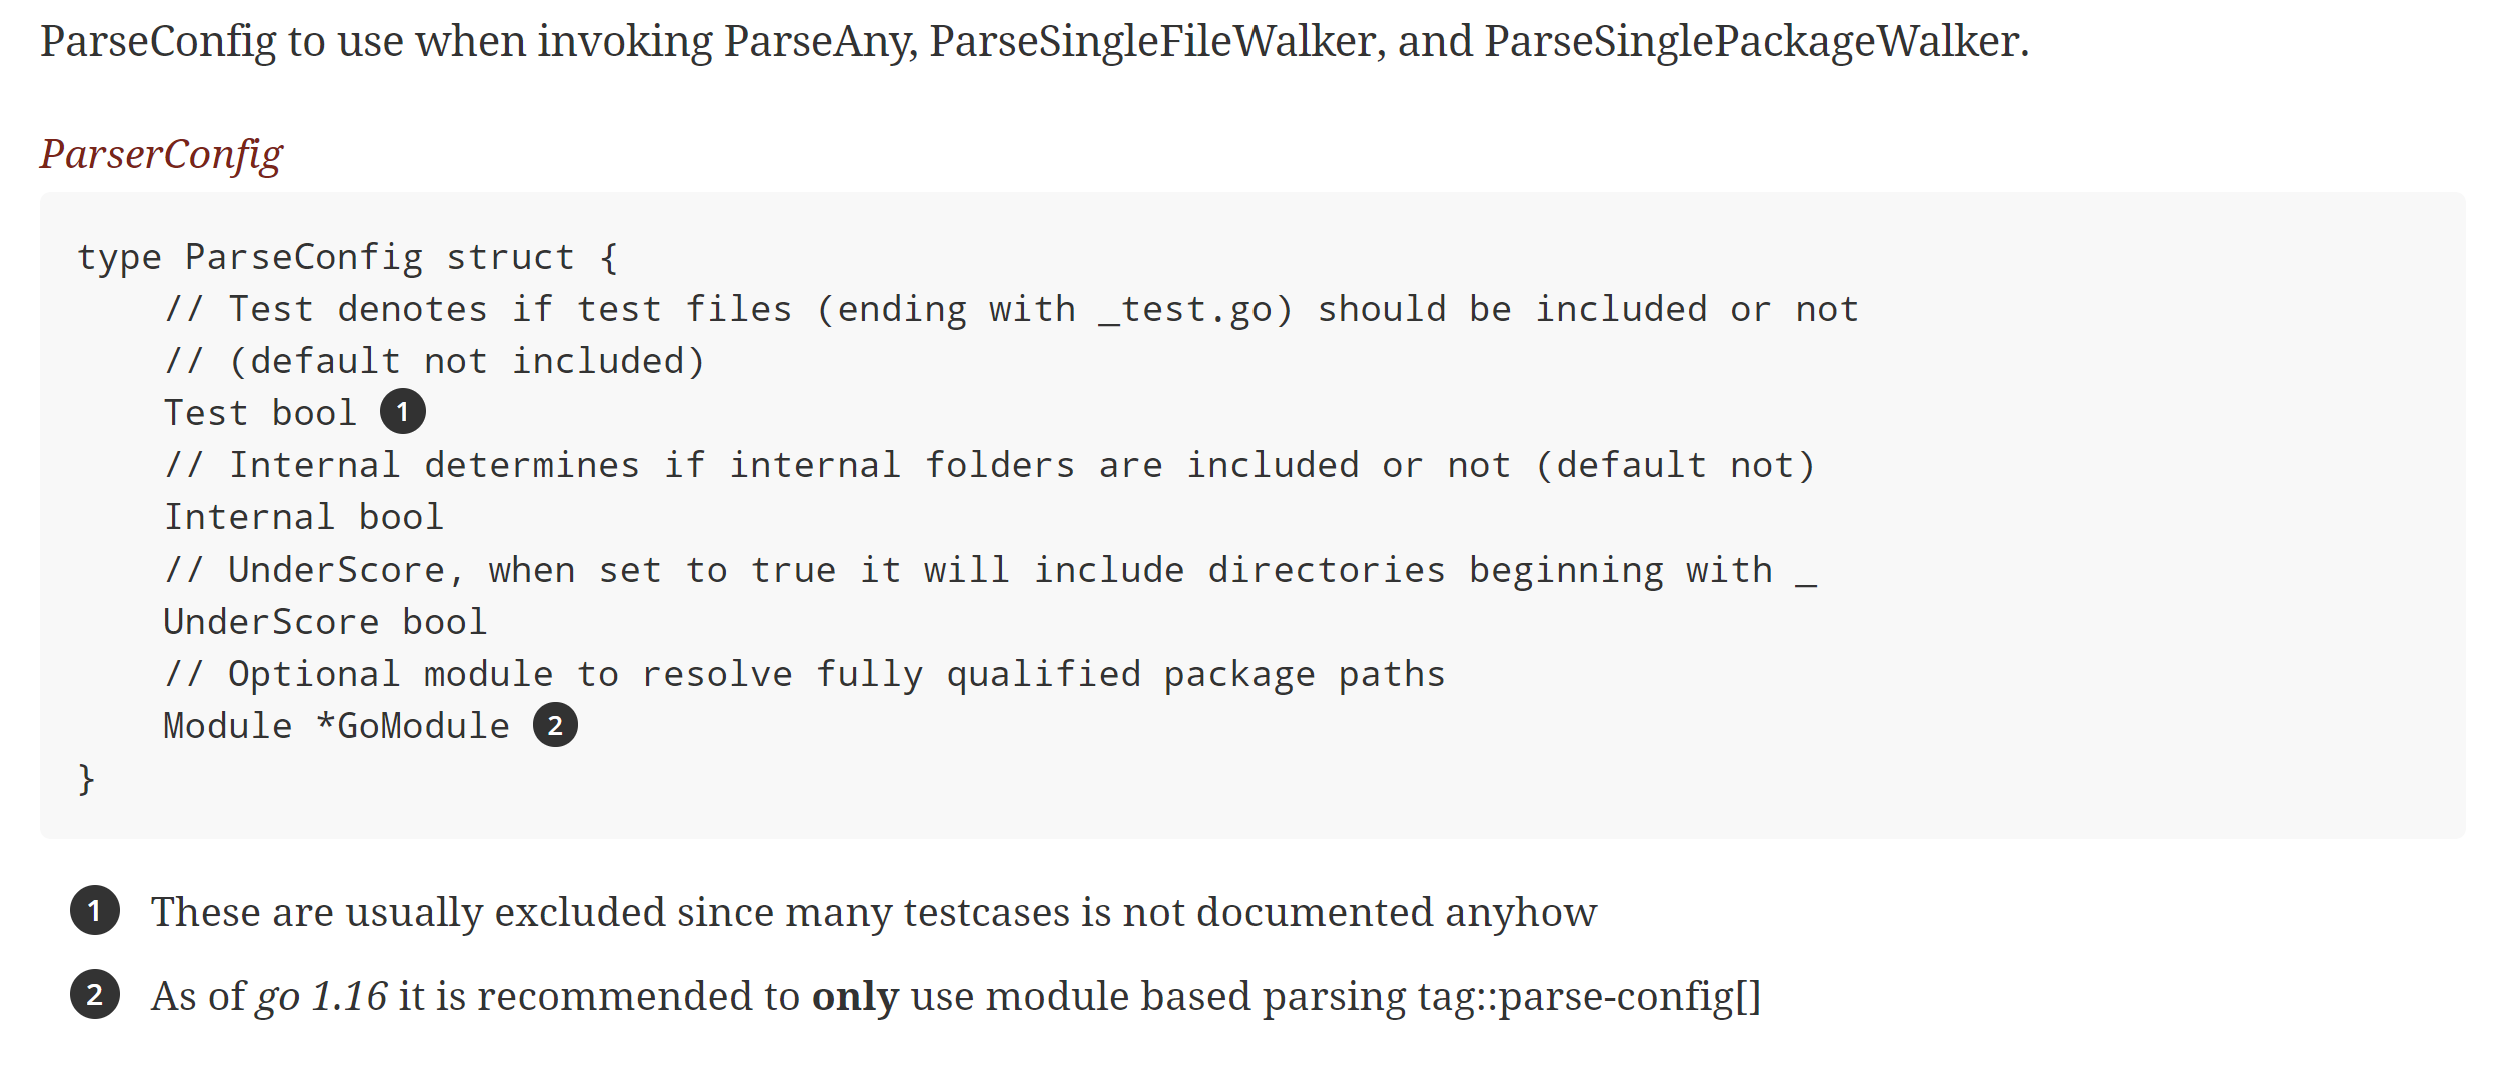 ParseConfig to use when invoking ParseAny, ParseSingleFileWalker, and ParseSinglePackageWalker.
ParserConfig
type ParseConfig struct {
    // Test denotes if test files (ending with _test.go) should be included or not
    // (default not included)
    Test bool 1
    // Internal determines if internal folders are included or not (default not)
    Internal bool
    // UnderScore, when set to true it will include directories beginning with _
    UnderScore bool
    // Optional module to resolve fully qualified package paths
    Module *GoModule 2
}
1 These are usually excluded since many testcases is not documented anyhow
2 As of go 1.16 it is recommended to only use module based parsing tag::parse-config[]